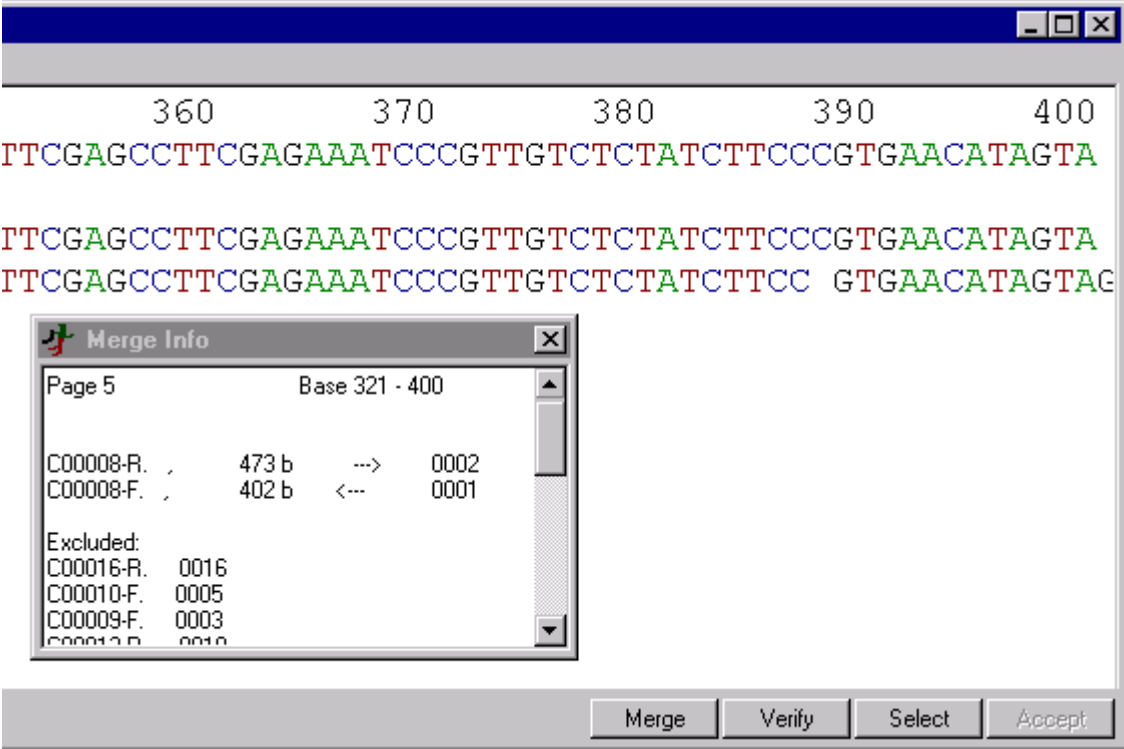 360 370 380 390 400
TTCGAGCCTTCGAGAAATCCCGTTGTCTCTATCTTCCCGTGAACATAGTA
TTCGAGCCTTCGAGAAATCCCGTTGTCTCTATCTTCCCGTGAACATAGTA
TTCGAGCCTTCGAGAAATCCCGTTGTCTCTATCTTCC GTGAACATAGTAG
Merge Info
Page 5 Base 321 - 400
C00008-R. , 473 b ---> 0002
C00008-F. , 402 b <--- 0001
Excluded:
C00016-R. 0016
C00010-F. 0005
C00009-F. 0003
Merge Verify Select Accept